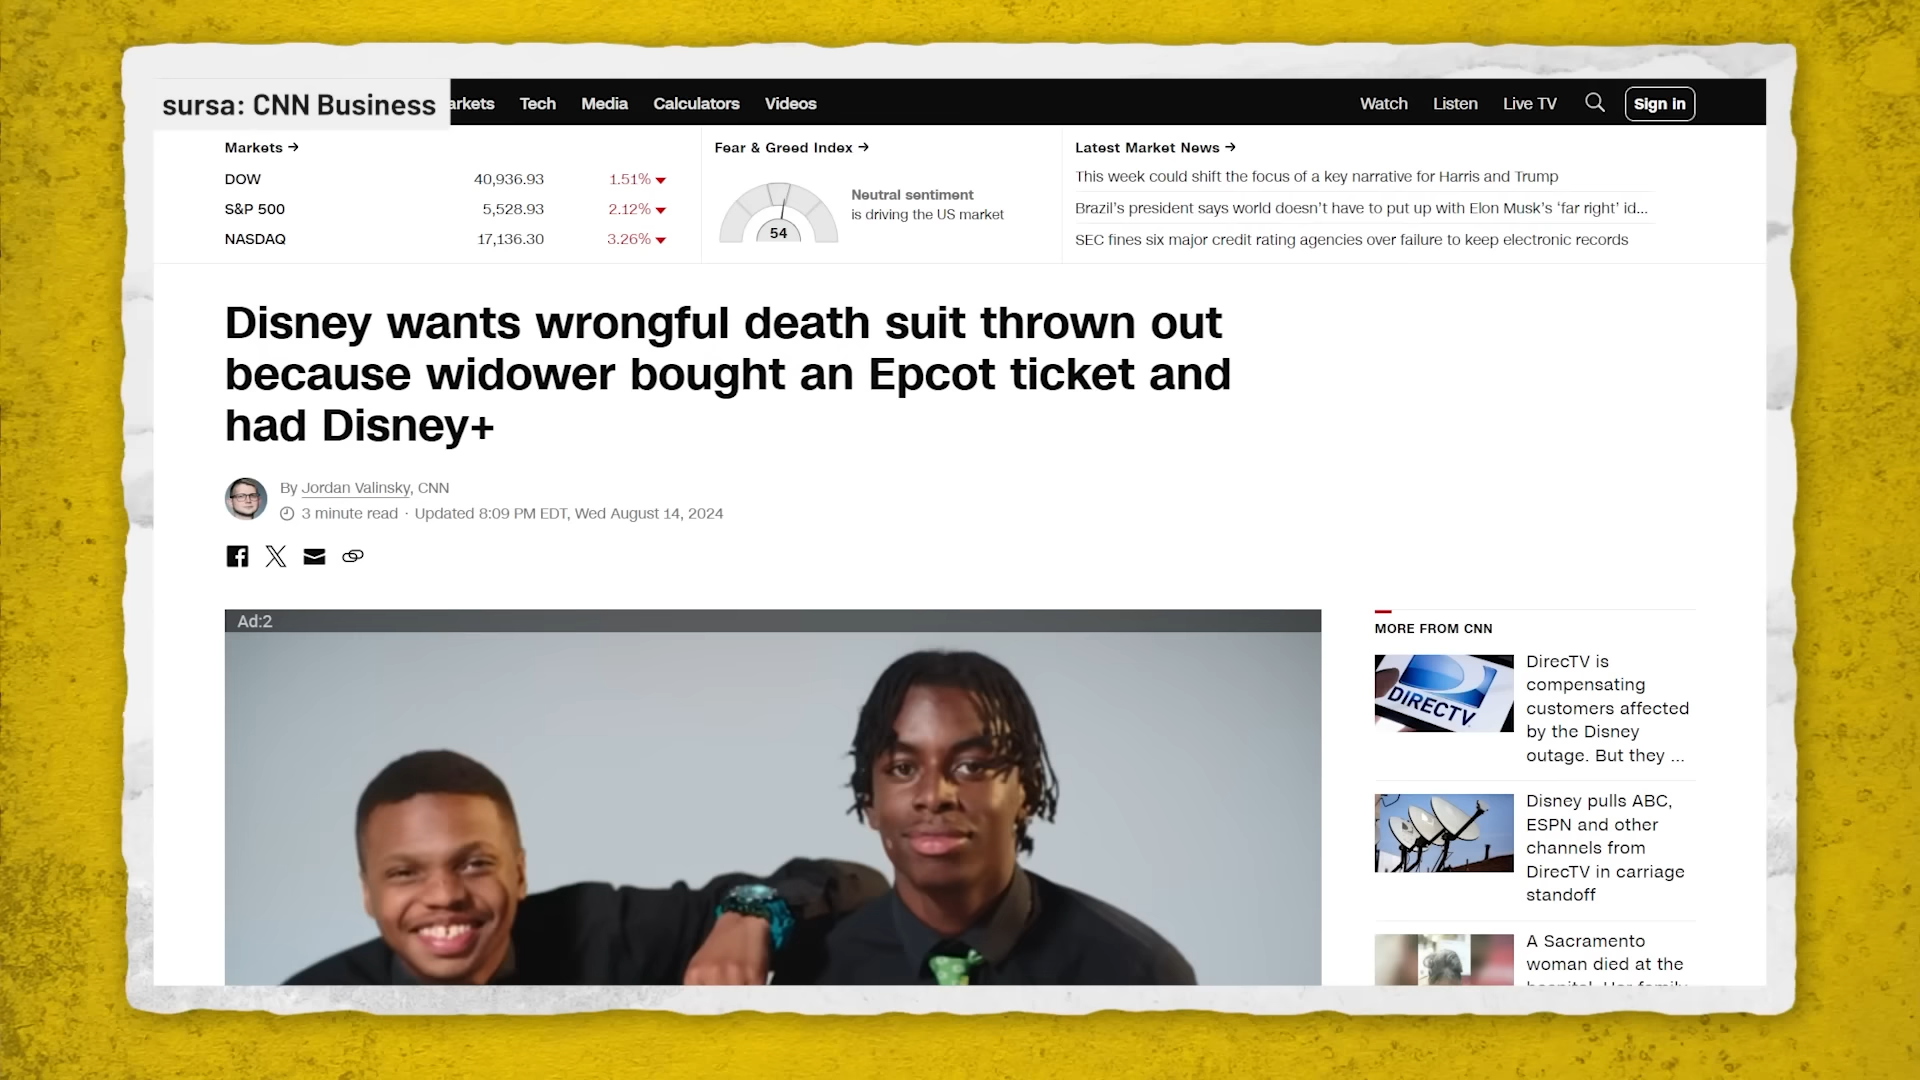 sursa: CNN Business
arkets Tech Media Calculators Videos
Watch Listen Live TV Sign in
Markets →
DOW 40,936.93 1.51%
S&P 500 5,528.93 2.12%
NASDAQ 17,136.30 3.26%
Fear & Greed Index →
54
Neutral sentiment
is driving the US market
Latest Market News →
This week could shift the focus of a key narrative for Harris and Trump
Brazil's president says world doesn't have to put up with Elon Musk's 'far right' id...
SEC fines six major credit rating agencies over failure to keep electronic records
Disney wants wrongful death suit thrown out
because widower bought an Epcot ticket and
had Disney+
By Jordan Valinsky, CNN
3 minute read · Updated 8:09 PM EDT, Wed August 14, 2024
Ad:2
MORE FROM CNN
DIRECTV
DirecTV is
compensating
customers affected
by the Disney
outage. But they ...
Disney pulls ABC,
ESPN and other
channels from
DirecTV in carriage
standoff
A Sacramento
woman died at the
hospital. Her family